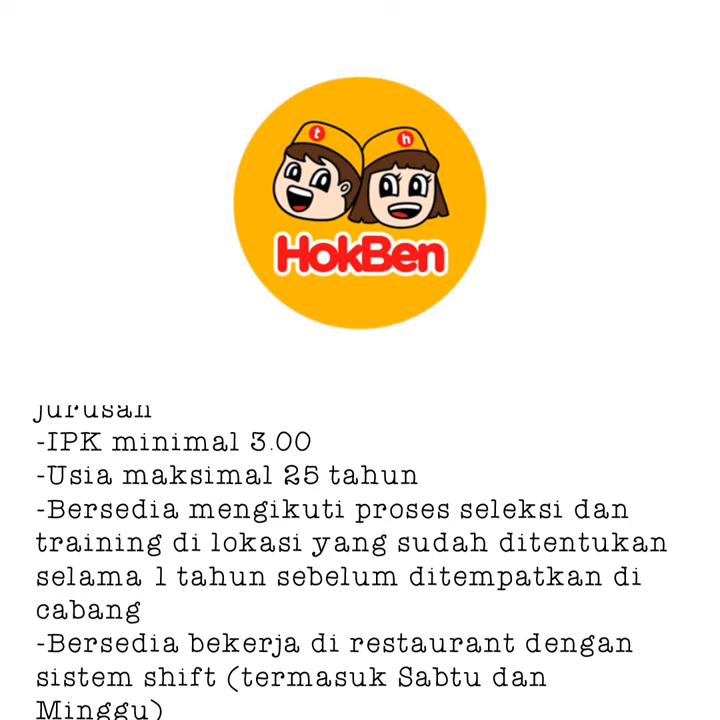 t h
HokBen
jurusan
-IPK minimal 3.00
-Usia maksimal 25 tahun
-Bersedia mengikuti proses seleksi dan
training di lokasi yang sudah ditentukan
selama 1 tahun sebelum ditempatkan di
cabang
-Bersedia bekerja di restaurant dengan
sistem shift (termasuk Sabtu dan
Minggu)